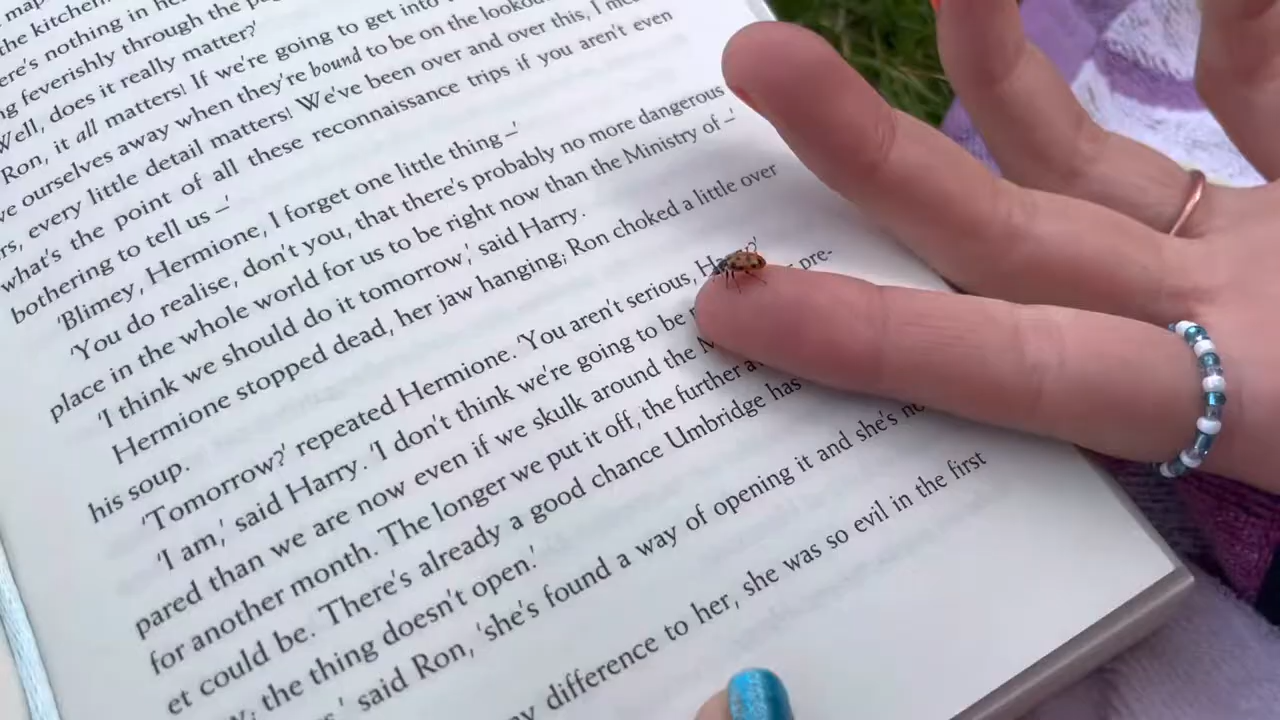 map
the kitchen
ere's nothing in he
ng feverishly through the
Well, does it really matter?'
Ron, it all matters! If we're going to get into
ve ourselves away when they're bound to be on the lookou
rs, every little detail matters! We've been over and over this, I me
what's the point of all these reconnaissance trips if you aren't even
bothering to tell us –'
'Blimey, Hermione, I forget one little thing –'
'You do realise, don't you, that there's probably no more dangerous
place in the whole world for us to be right now than the Ministry of –'
'I think we should do it tomorrow,' said Harry.
Hermione stopped dead, her jaw hanging; Ron choked a little over
his soup.
'Tomorrow?' repeated Hermione. 'You aren't serious, Ha
'I am,' said Harry. 'I don't think we're going to be pre-
pared than we are now even if we skulk around the M
for another month. The longer we put it off, the further a
et could be. There's already a good chance Umbridge has
the thing doesn't open.'
' said Ron, 'she's found a way of opening it and she's no
ny difference to her, she was so evil in the first